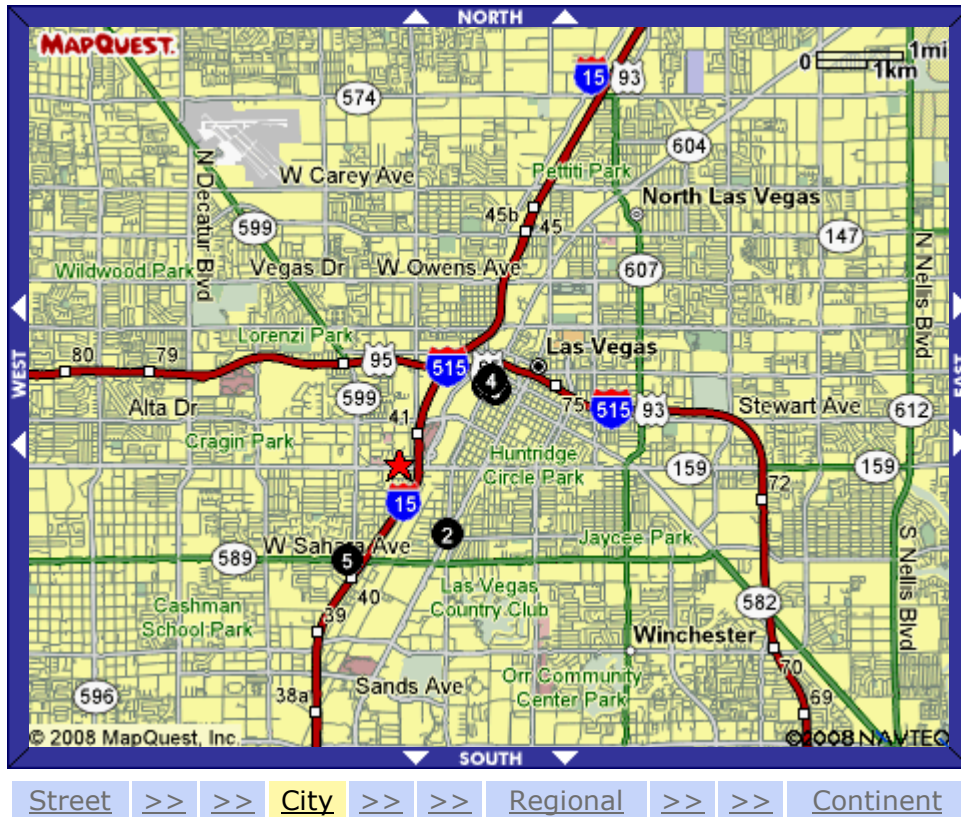 NORTH
MAPQUEST.
0 1mi
1km
15 93
574
604
W Carey Ave
Pettiti Park
N Decatur Blvd
North Las Vegas
45b
45
599
147
Wildwood Park
Vegas Dr
W Owens Ave
607
N Nellis Blvd
Lorenzi Park
WEST
EAST
80
79
95
515
Las Vegas
4
599
75
515 93
Alta Dr
Stewart Ave
612
41
Cragin Park
Huntridge
Circle Park
159
159
72
15
2
W Sahara Ave
Jaycee Park
589
5
S Nellis Blvd
40
Las Vegas
Country Club
Cashman
School Park
39
582
Winchester
70
Orr Community
Center Park
Sands Ave
38a
69
596
© 2008 MapQuest, Inc.
©2008 NAVTEQ
SOUTH
Street >> >> City >> >> Regional >> >> Continent